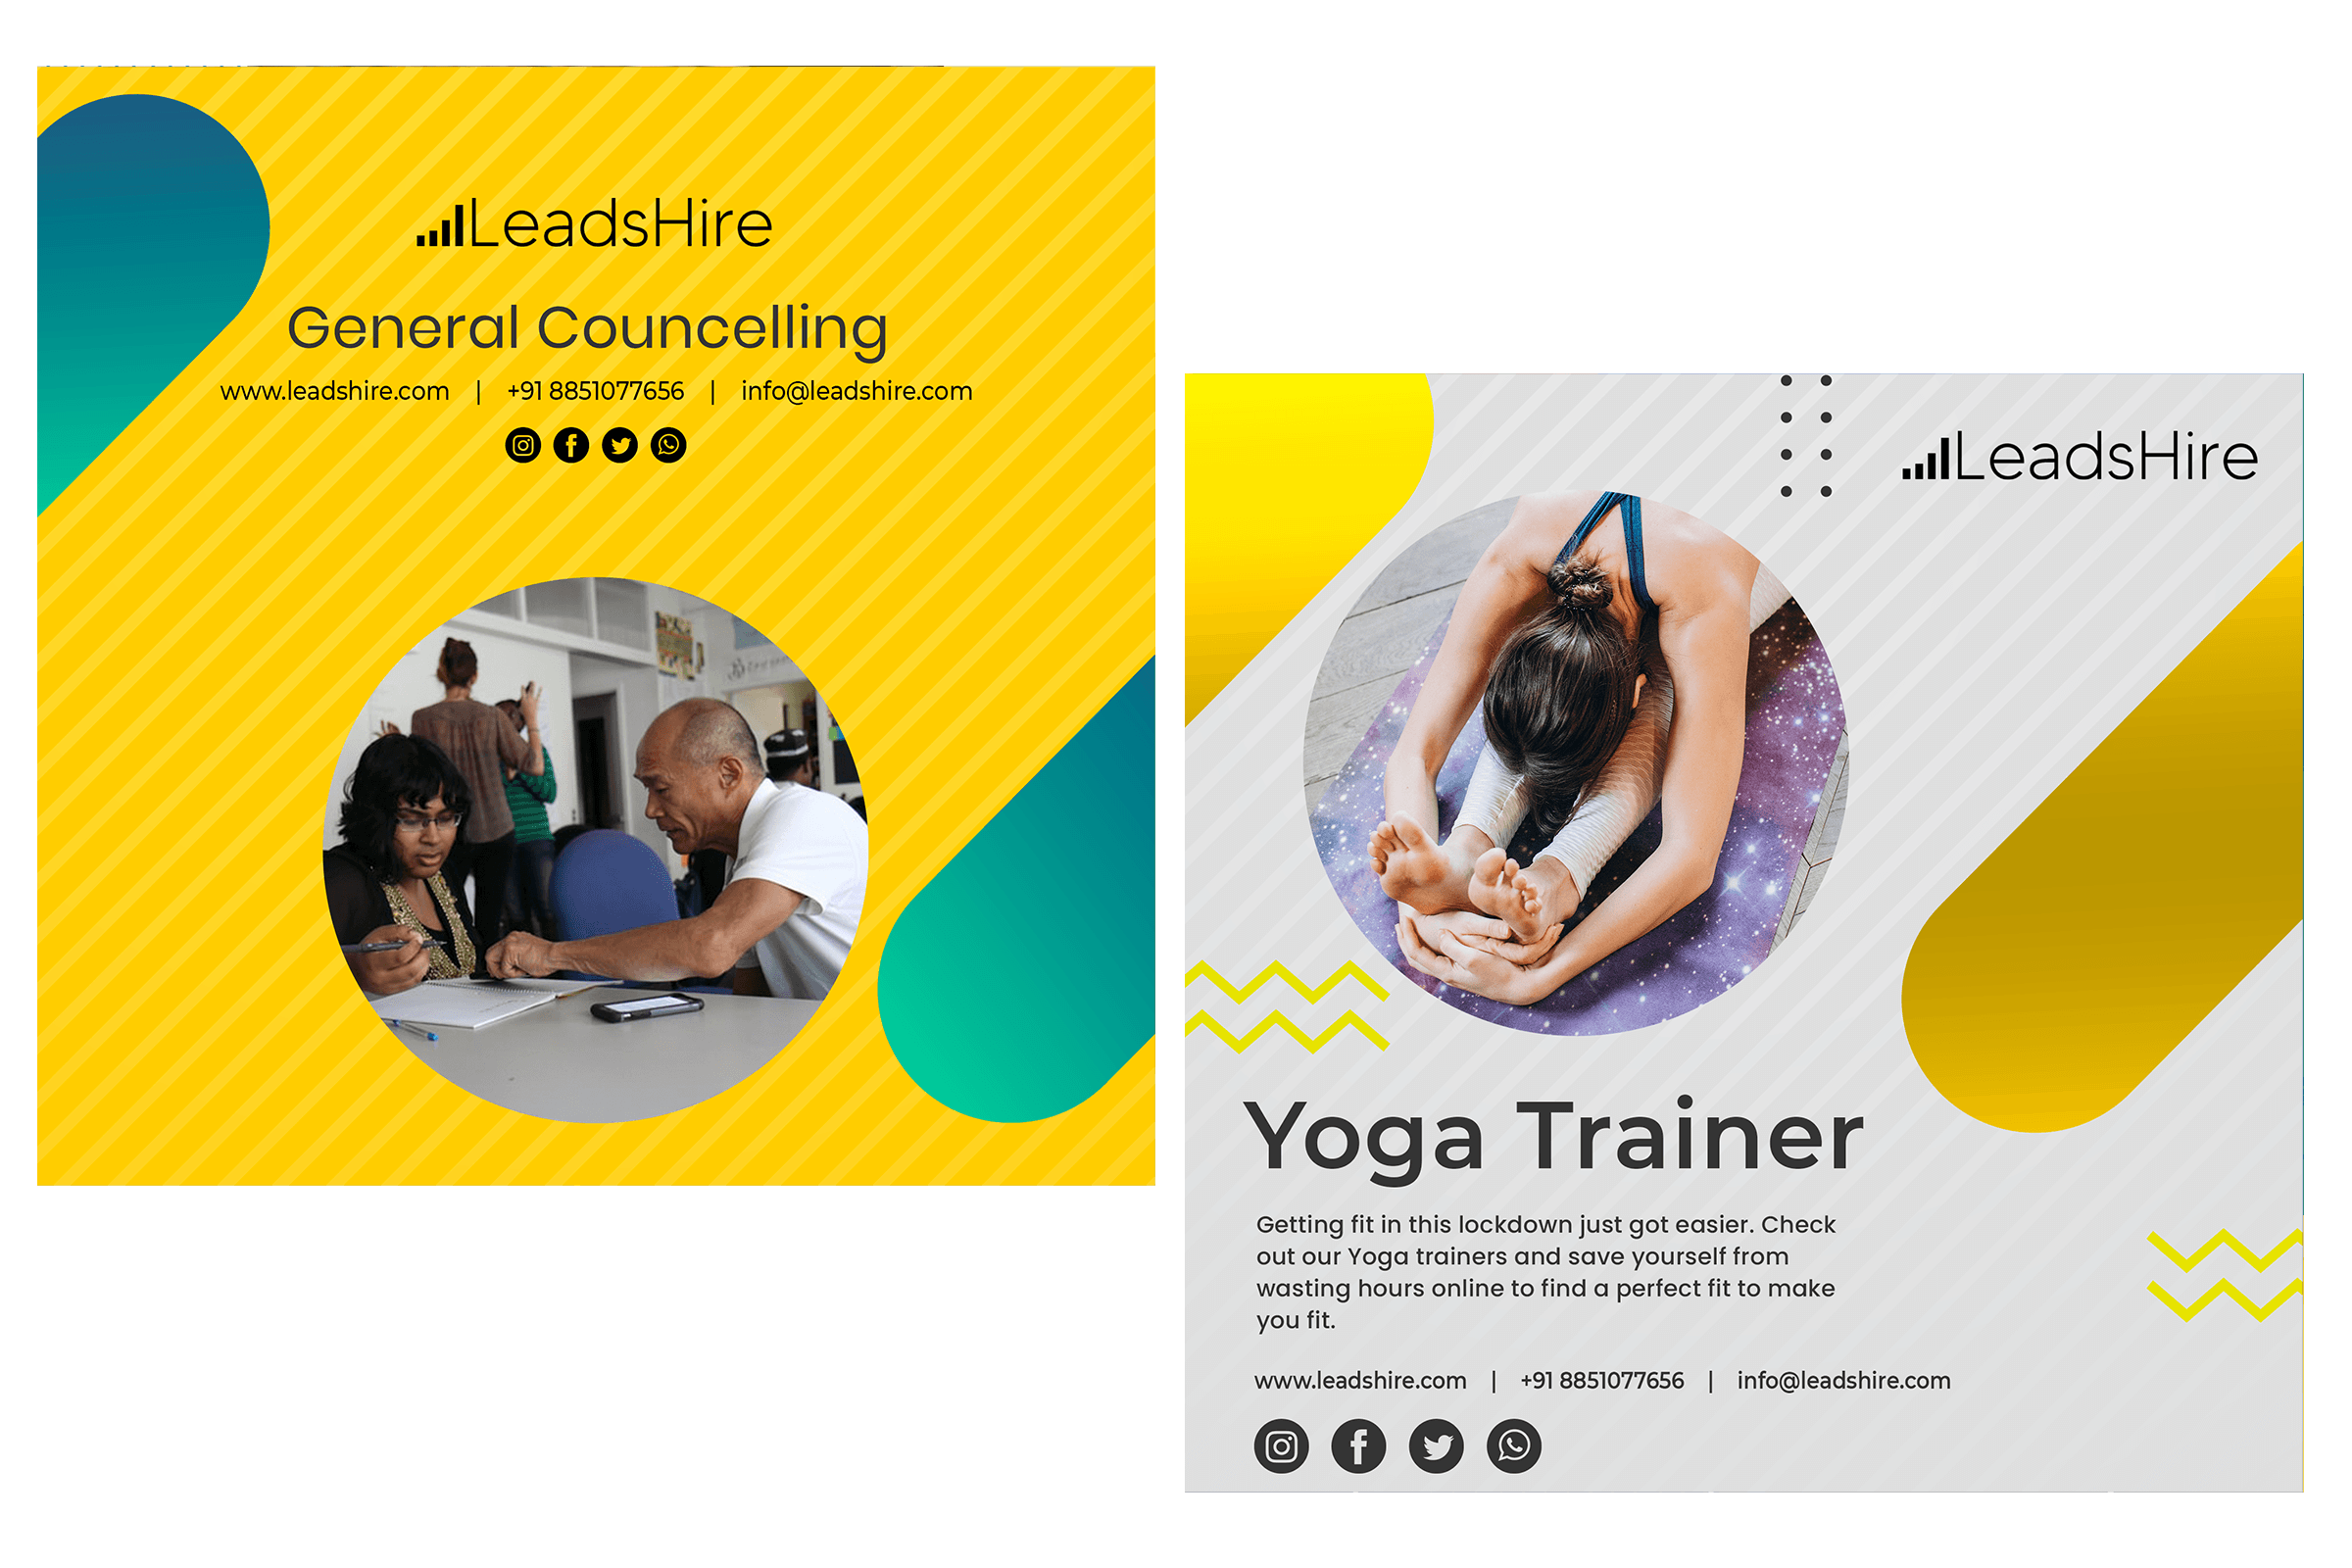 LeadsHire
General Councelling
www.leadshire.com | +91 8851077656 | info@leadshire.com
LeadsHire
Yoga Trainer
Getting fit in this lockdown just got easier. Check
out our Yoga trainers and save yourself from
wasting hours online to find a perfect fit to make
you fit.
www.leadshire.com | +91 8851077656 | info@leadshire.com